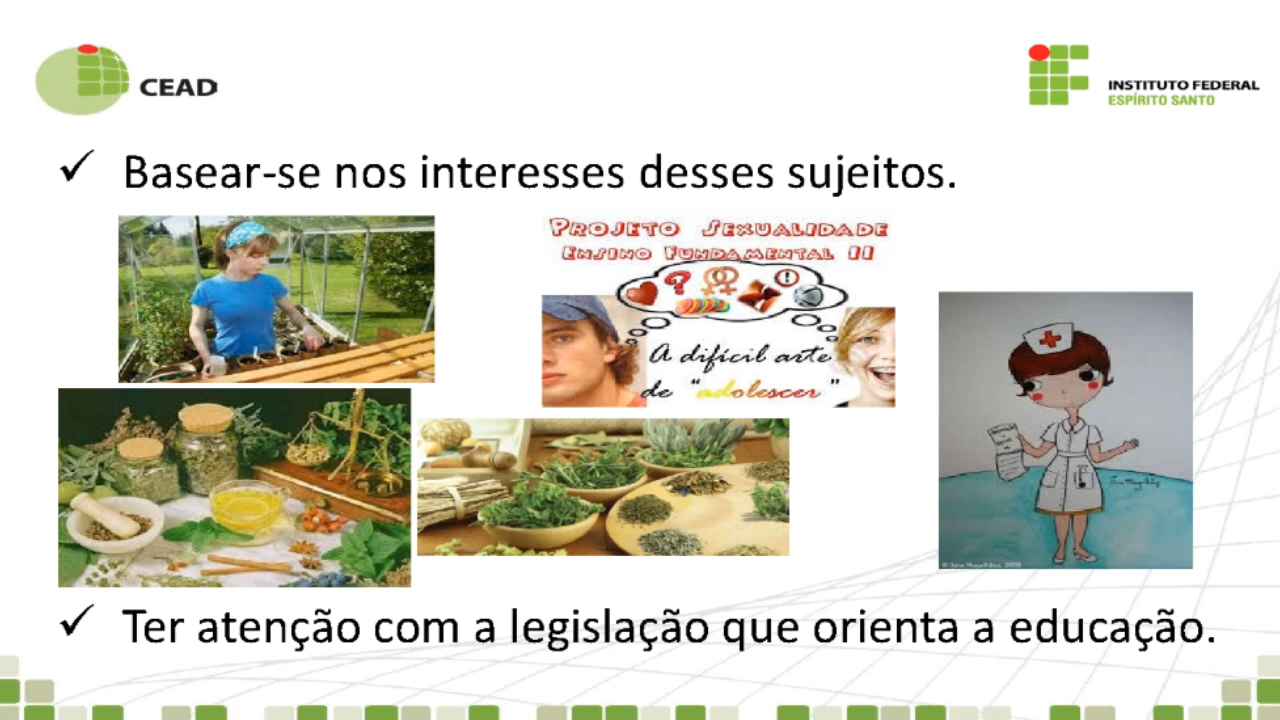 CEAD
INSTITUTO FEDERAL
ESPÍRITO SANTO
✓ Basear-se nos interesses desses sujeitos.
PROJETO SEXUALIDADE
ENSINO FUNDAMENTAL II
A difícil arte
de "adolescer"
✓ Ter atenção com a legislação que orienta a educação.